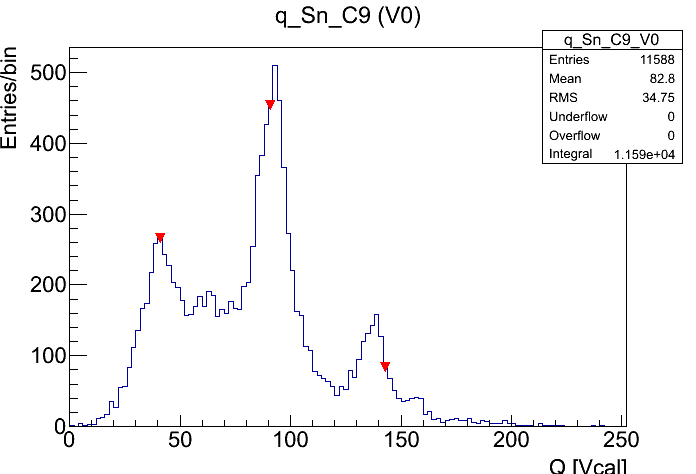 q_Sn_C9 (V0)
q_Sn_C9_V0
Entries 11588
Mean 82.8
RMS 34.75
Underflow 0
Overflow 0
Integral 1.159e+04
Entries/bin
500
400
300
200
100
0
0 50 100 150 200 250
Q [Vcal]